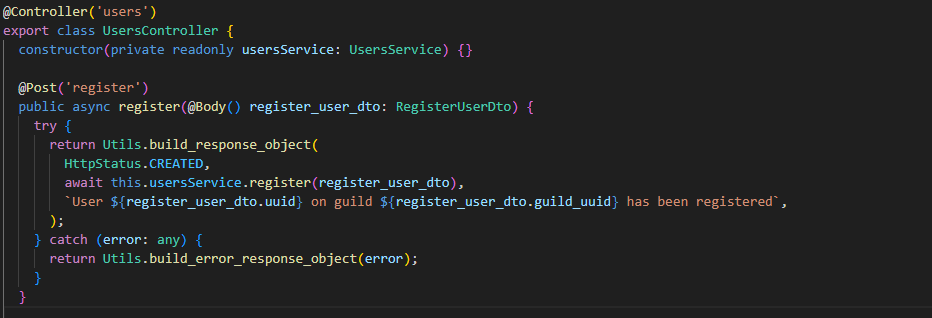 @Controller('users')
export class UsersController {
  constructor(private readonly usersService: UsersService) {}

  @Post('register')
  public async register(@Body() register_user_dto: RegisterUserDto) {
    try {
      return Utils.build_response_object(
        HttpStatus.CREATED,
        await this.usersService.register(register_user_dto),
        `User ${register_user_dto.uuid} on guild ${register_user_dto.guild_uuid} has been registered`,
      );
    } catch (error: any) {
      return Utils.build_error_response_object(error);
    }
  }